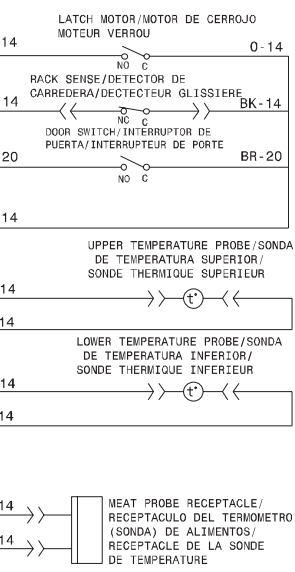 LATCH MOTOR/MOTOR DE CERROJO
MOTEUR VERROU
14
O-14
NO C
RACK SENSE/DETECTOR DE
CARREDERA/DECTECTEUR GLISSIERE
14
BK-14
NC C
DOOR SWITCH/INTERRUPTOR DE
PUERTA/INTERRUPTEUR DE PORTE
20
BR-20
NO C
14
UPPER TEMPERATURE PROBE/SONDA
DE TEMPERATURA SUPERIOR/
SONDE THERMIQUE SUPERIEUR
14
t°
14
LOWER TEMPERATURE PROBE/SONDA
DE TEMPERATURA INFERIOR/
SONDE THERMIQUE INFERIEUR
14
t°
14
14
MEAT PROBE RECEPTACLE/
RECEPTACULO DEL TERMOMETRO
(SONDA) DE ALIMENTOS/
14
RECEPTACLE DE LA SONDE
DE TEMPERATURE